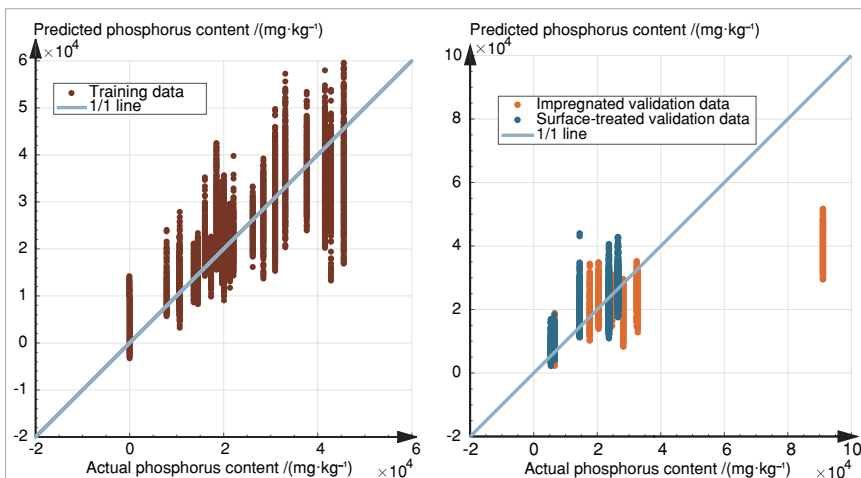 Predicted phosphorus content /(mg·kg⁻¹)
×10⁴
6
5
4
3
2
1
0
-1
-2
Training data
1/1 line
-2 0 2 4 6
Actual phosphorus content /(mg·kg⁻¹)
×10⁴
Predicted phosphorus content /(mg·kg⁻¹)
×10⁴
10
8
6
4
2
0
-2
Impregnated validation data
Surface-treated validation data
1/1 line
-2 0 2 4 6 8 10
Actual phosphorus content /(mg·kg⁻¹)
×10⁴